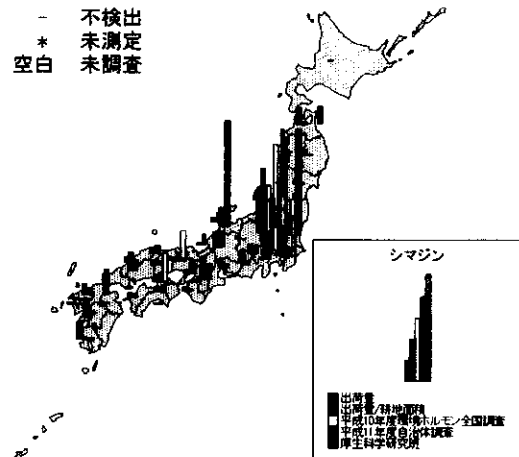 - 不検出
* 未測定
空白 未調査
シマジン
出荷量
出荷量/耕地面積
平成10年度環境ホルモン全国調査
平成11年度自治体調査
厚生科学研究班